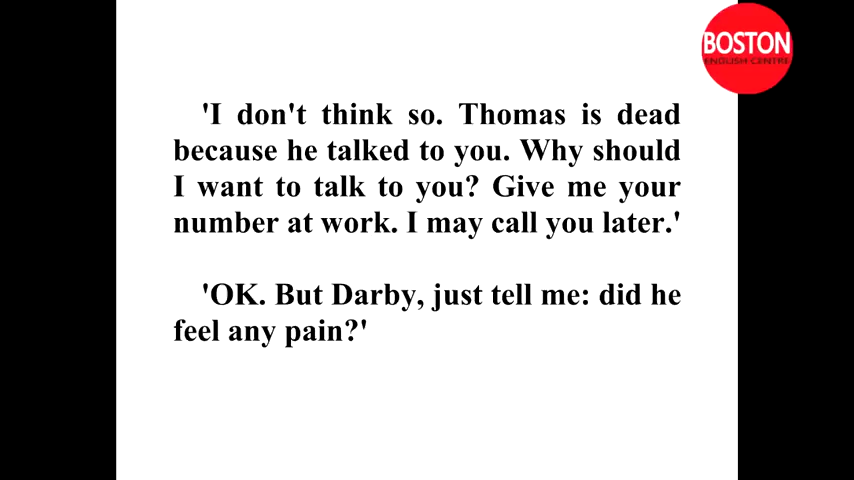 BOSTON
ENGLISH CENTRE
'I don't think so. Thomas is dead
because he talked to you. Why should
I want to talk to you? Give me your
number at work. I may call you later.'
'OK. But Darby, just tell me: did he
feel any pain?'